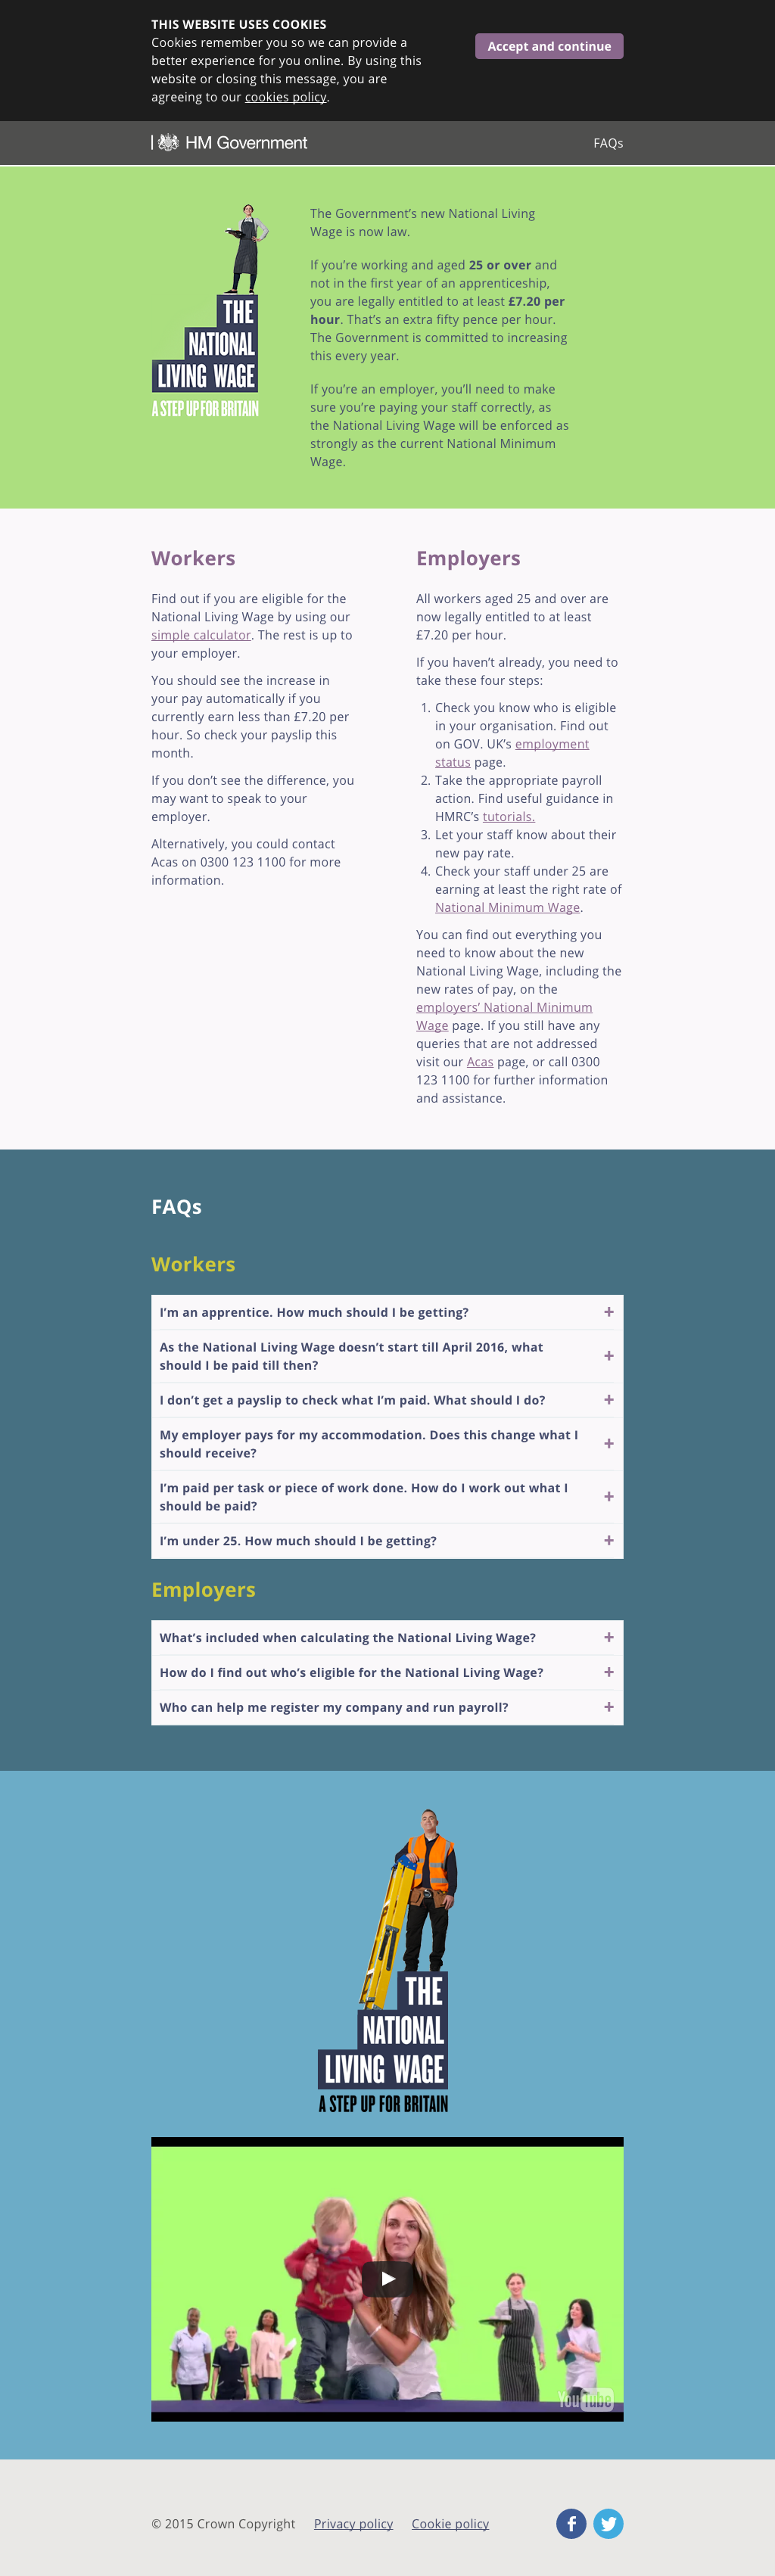 THIS WEBSITE USES COOKIES
Cookies remember you so we can provide a
better experience for you online. By using this
website or closing this message, you are
agreeing to our cookies policy.
Accept and continue
HM Government
FAQs
THE
NATIONAL
LIVING WAGE
A STEP UP FOR BRITAIN
The Government’s new National Living
Wage is now law.
If you’re working and aged 25 or over and
not in the first year of an apprenticeship,
you are legally entitled to at least £7.20 per
hour. That’s an extra fifty pence per hour.
The Government is committed to increasing
this every year.
If you’re an employer, you’ll need to make
sure you’re paying your staff correctly, as
the National Living Wage will be enforced as
strongly as the current National Minimum
Wage.
Workers
Find out if you are eligible for the
National Living Wage by using our
simple calculator. The rest is up to
your employer.
You should see the increase in
your pay automatically if you
currently earn less than £7.20 per
hour. So check your payslip this
month.
If you don’t see the difference, you
may want to speak to your
employer.
Alternatively, you could contact
Acas on 0300 123 1100 for more
information.
Employers
All workers aged 25 and over are
now legally entitled to at least
£7.20 per hour.
If you haven’t already, you need to
take these four steps:
1. Check you know who is eligible
in your organisation. Find out
on GOV. UK’s employment
status page.
2. Take the appropriate payroll
action. Find useful guidance in
HMRC’s tutorials.
3. Let your staff know about their
new pay rate.
4. Check your staff under 25 are
earning at least the right rate of
National Minimum Wage.
You can find out everything you
need to know about the new
National Living Wage, including the
new rates of pay, on the
employers’ National Minimum
Wage page. If you still have any
queries that are not addressed
visit our Acas page, or call 0300
123 1100 for further information
and assistance.
FAQs
Workers
I’m an apprentice. How much should I be getting? +
As the National Living Wage doesn’t start till April 2016, what
should I be paid till then? +
I don’t get a payslip to check what I’m paid. What should I do? +
My employer pays for my accommodation. Does this change what I
should receive? +
I’m paid per task or piece of work done. How do I work out what I
should be paid? +
I’m under 25. How much should I be getting? +
Employers
What’s included when calculating the National Living Wage? +
How do I find out who’s eligible for the National Living Wage? +
Who can help me register my company and run payroll? +
THE
NATIONAL
LIVING WAGE
A STEP UP FOR BRITAIN
YouTube
© 2015 Crown Copyright
Privacy policy
Cookie policy